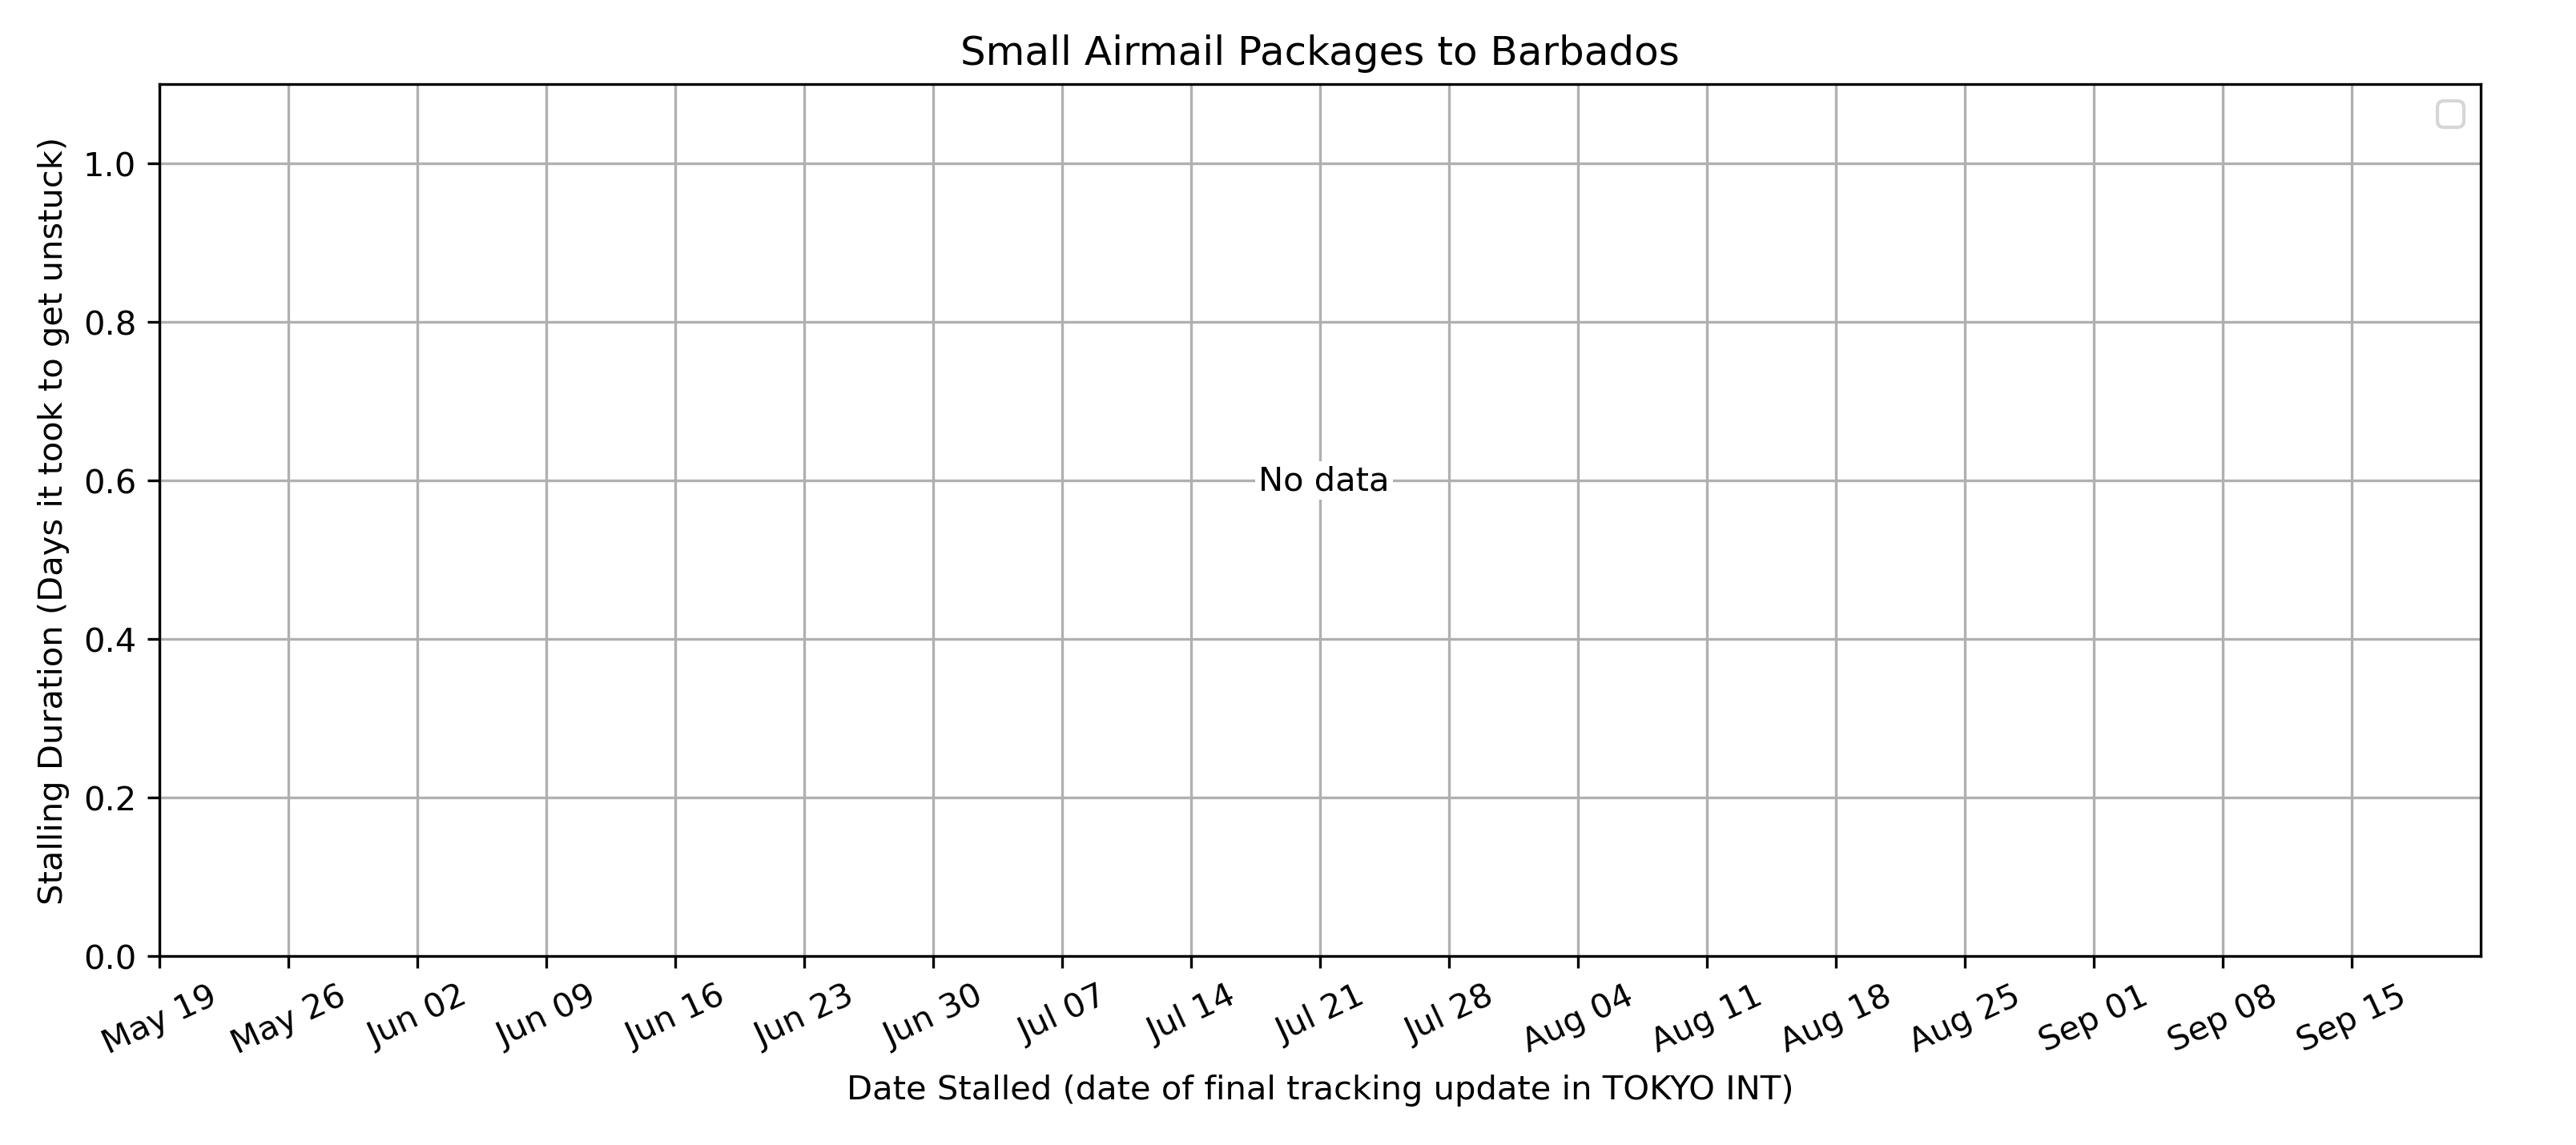 Small Airmail Packages to Barbados
Stalling Duration (Days it took to get unstuck)
1.0
0.8
0.6
0.4
0.2
0.0
No data
May 19
May 26
Jun 02
Jun 09
Jun 16
Jun 23
Jun 30
Jul 07
Jul 14
Jul 21
Jul 28
Aug 04
Aug 11
Aug 18
Aug 25
Sep 01
Sep 08
Sep 15
Date Stalled (date of final tracking update in TOKYO INT)